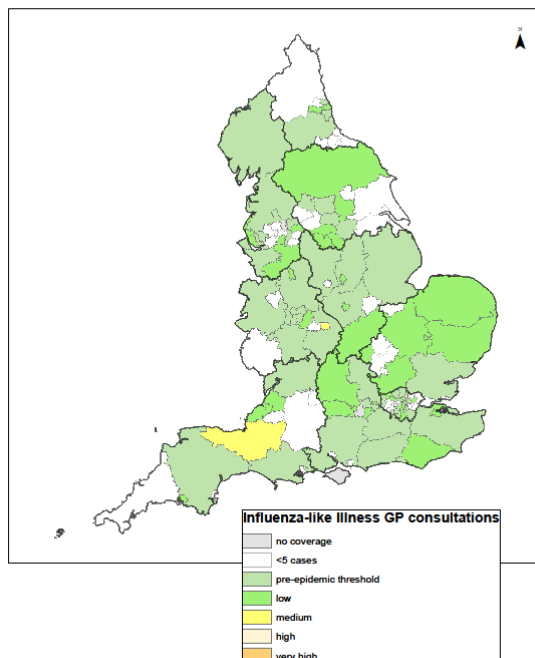 N
Influenza-like Illness GP consultations
no coverage
<5 cases
pre-epidemic threshold
low
medium
high
very high